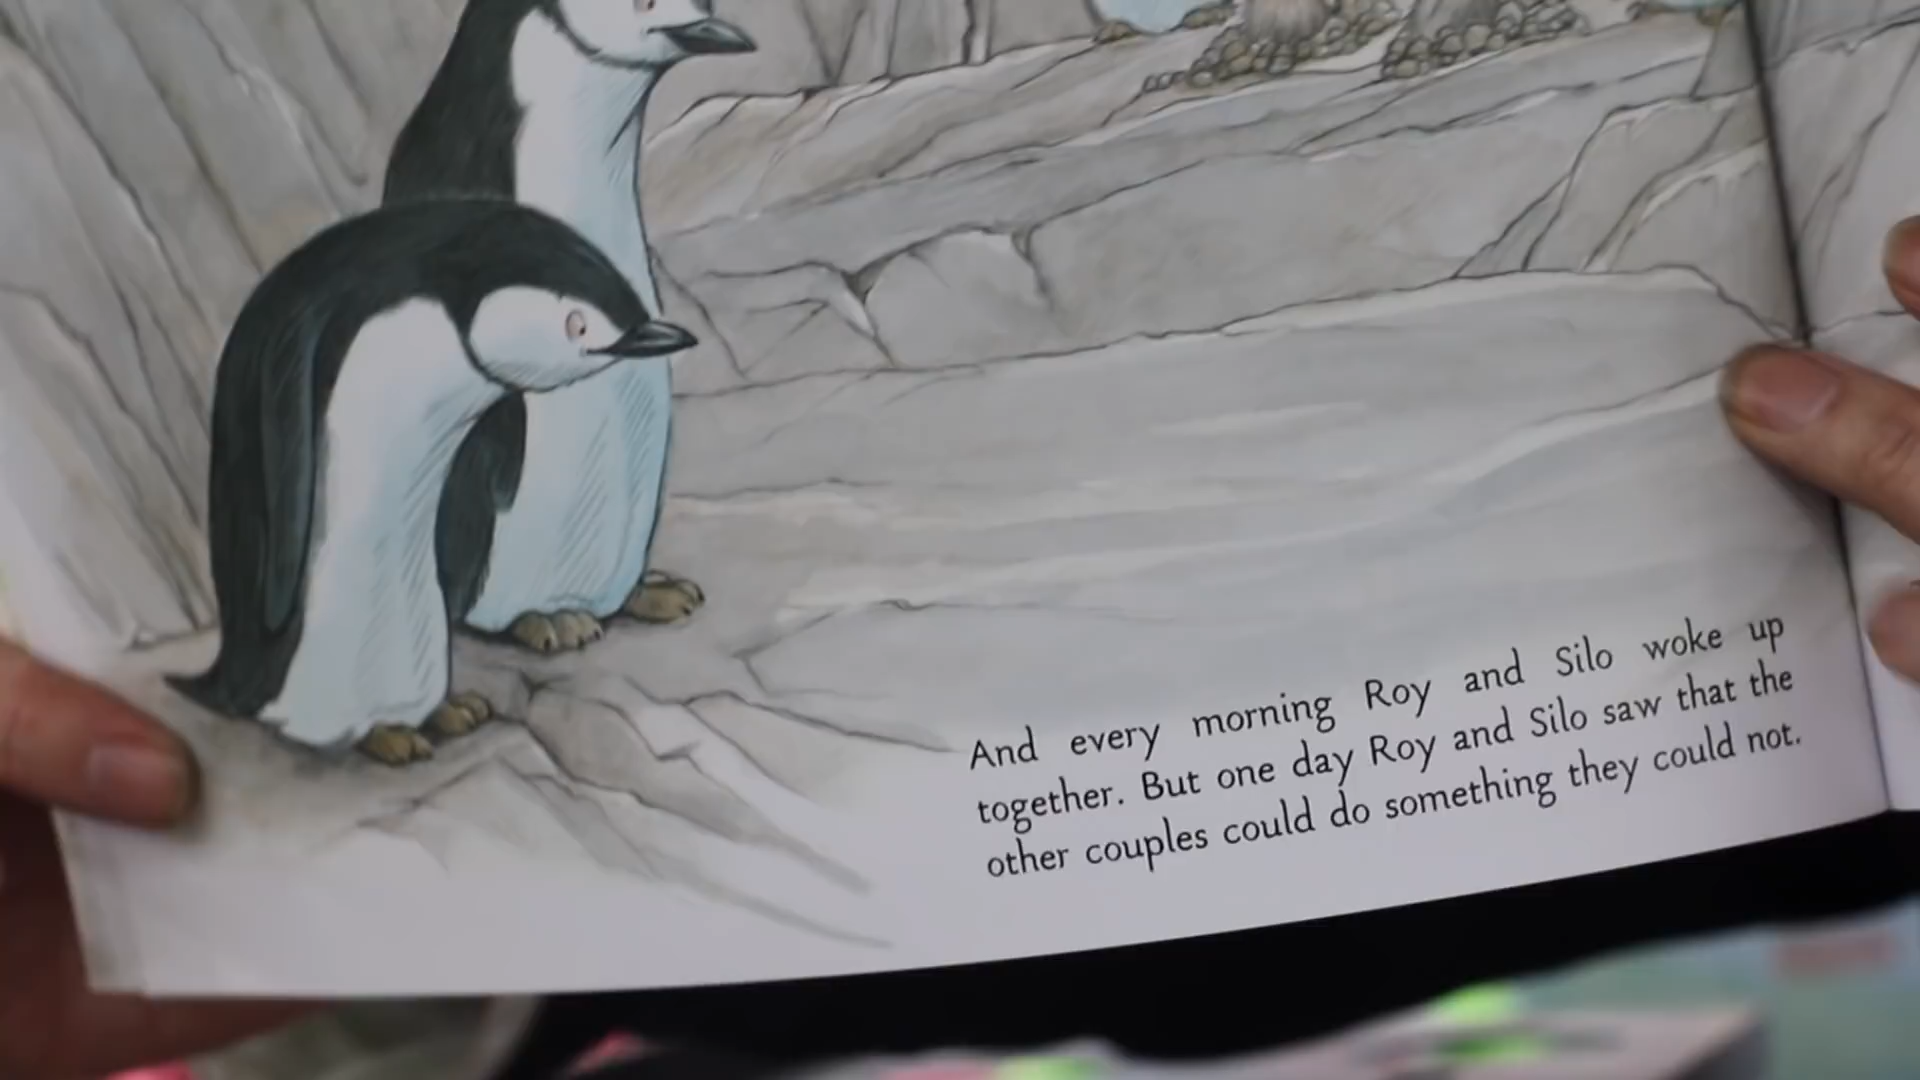 And every morning Roy and Silo woke up
together. But one day Roy and Silo saw that the
other couples could do something they could not.